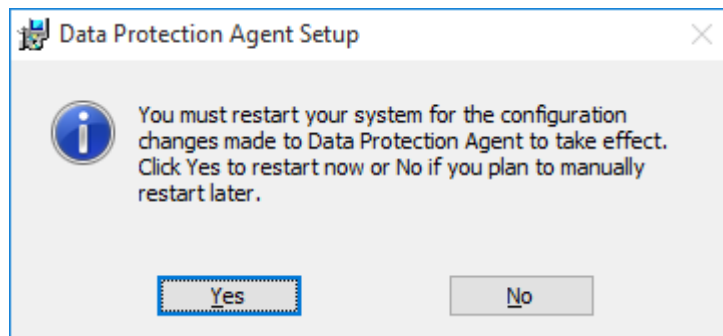 Data Protection Agent Setup
You must restart your system for the configuration
changes made to Data Protection Agent to take effect.
Click Yes to restart now or No if you plan to manually
restart later.
Yes
No